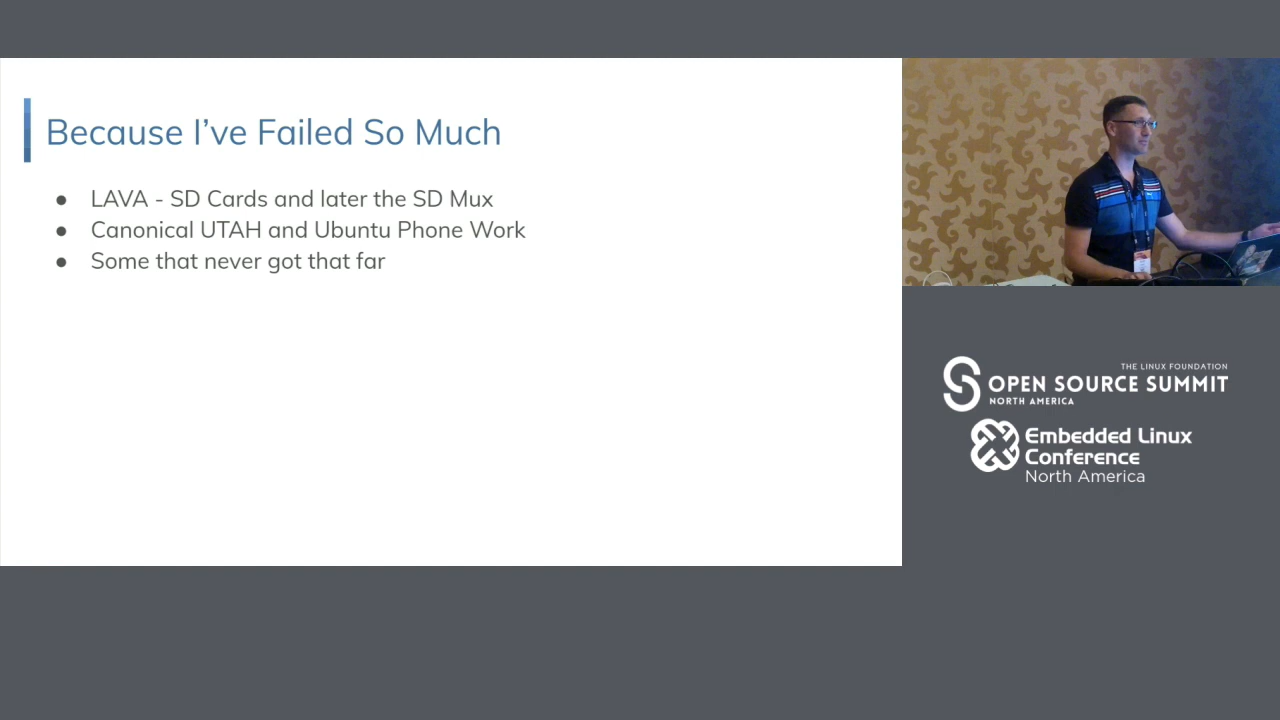 Because I've Failed So Much
● LAVA - SD Cards and later the SD Mux
● Canonical UTAH and Ubuntu Phone Work
● Some that never got that far
THE LINUX FOUNDATION
OPEN SOURCE SUMMIT
NORTH AMERICA
Embedded Linux
Conference
North America